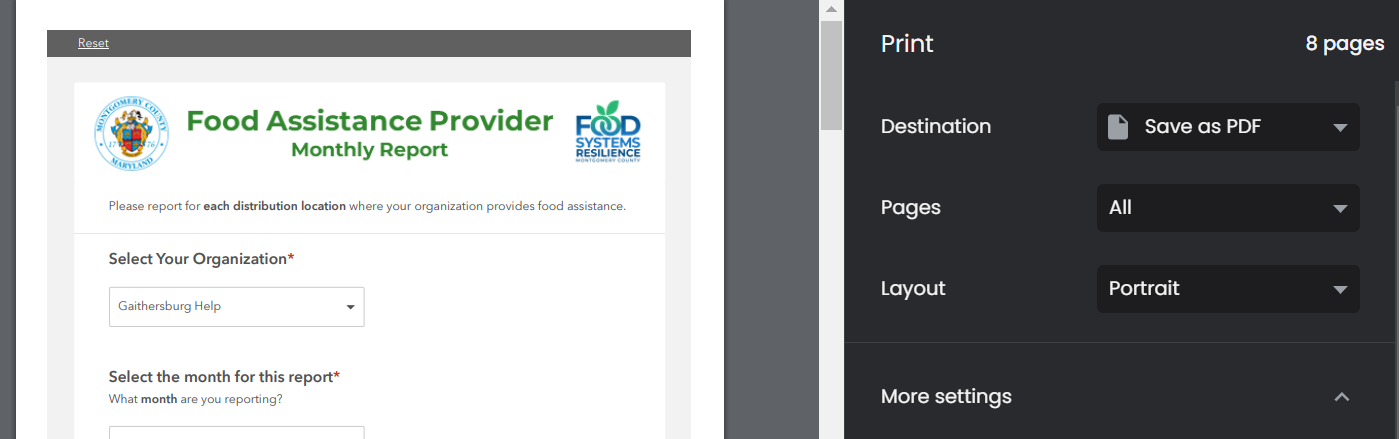 Reset
MONTGOMERY COUNTY
17 76
MARYLAND
Food Assistance Provider
Monthly Report
FOOD
SYSTEMS
RESILIENCE
MONTGOMERY COUNTY
Please report for each distribution location where your organization provides food assistance.
Select Your Organization*
Gaithersburg Help
Select the month for this report*
What month are you reporting?
Print
8 pages
Destination
Save as PDF
Pages
All
Layout
Portrait
More settings